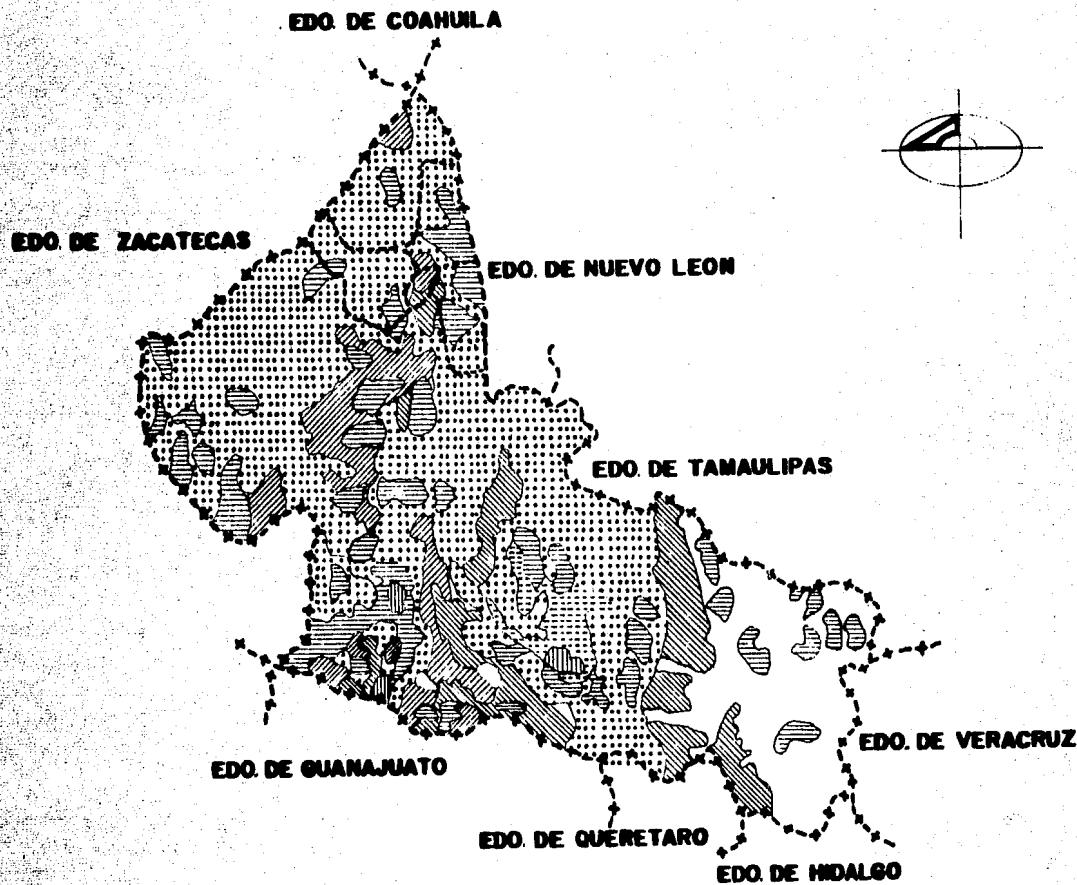 EDO. DE COAHUILA
EDO. DE ZACATECAS
EDO. DE NUEVO LEON
EDO. DE TAMAULIPAS
EDO. DE VERACRUZ
EDO. DE GUANAJUATO
EDO. DE QUERETARO
EDO. DE HIDALGO